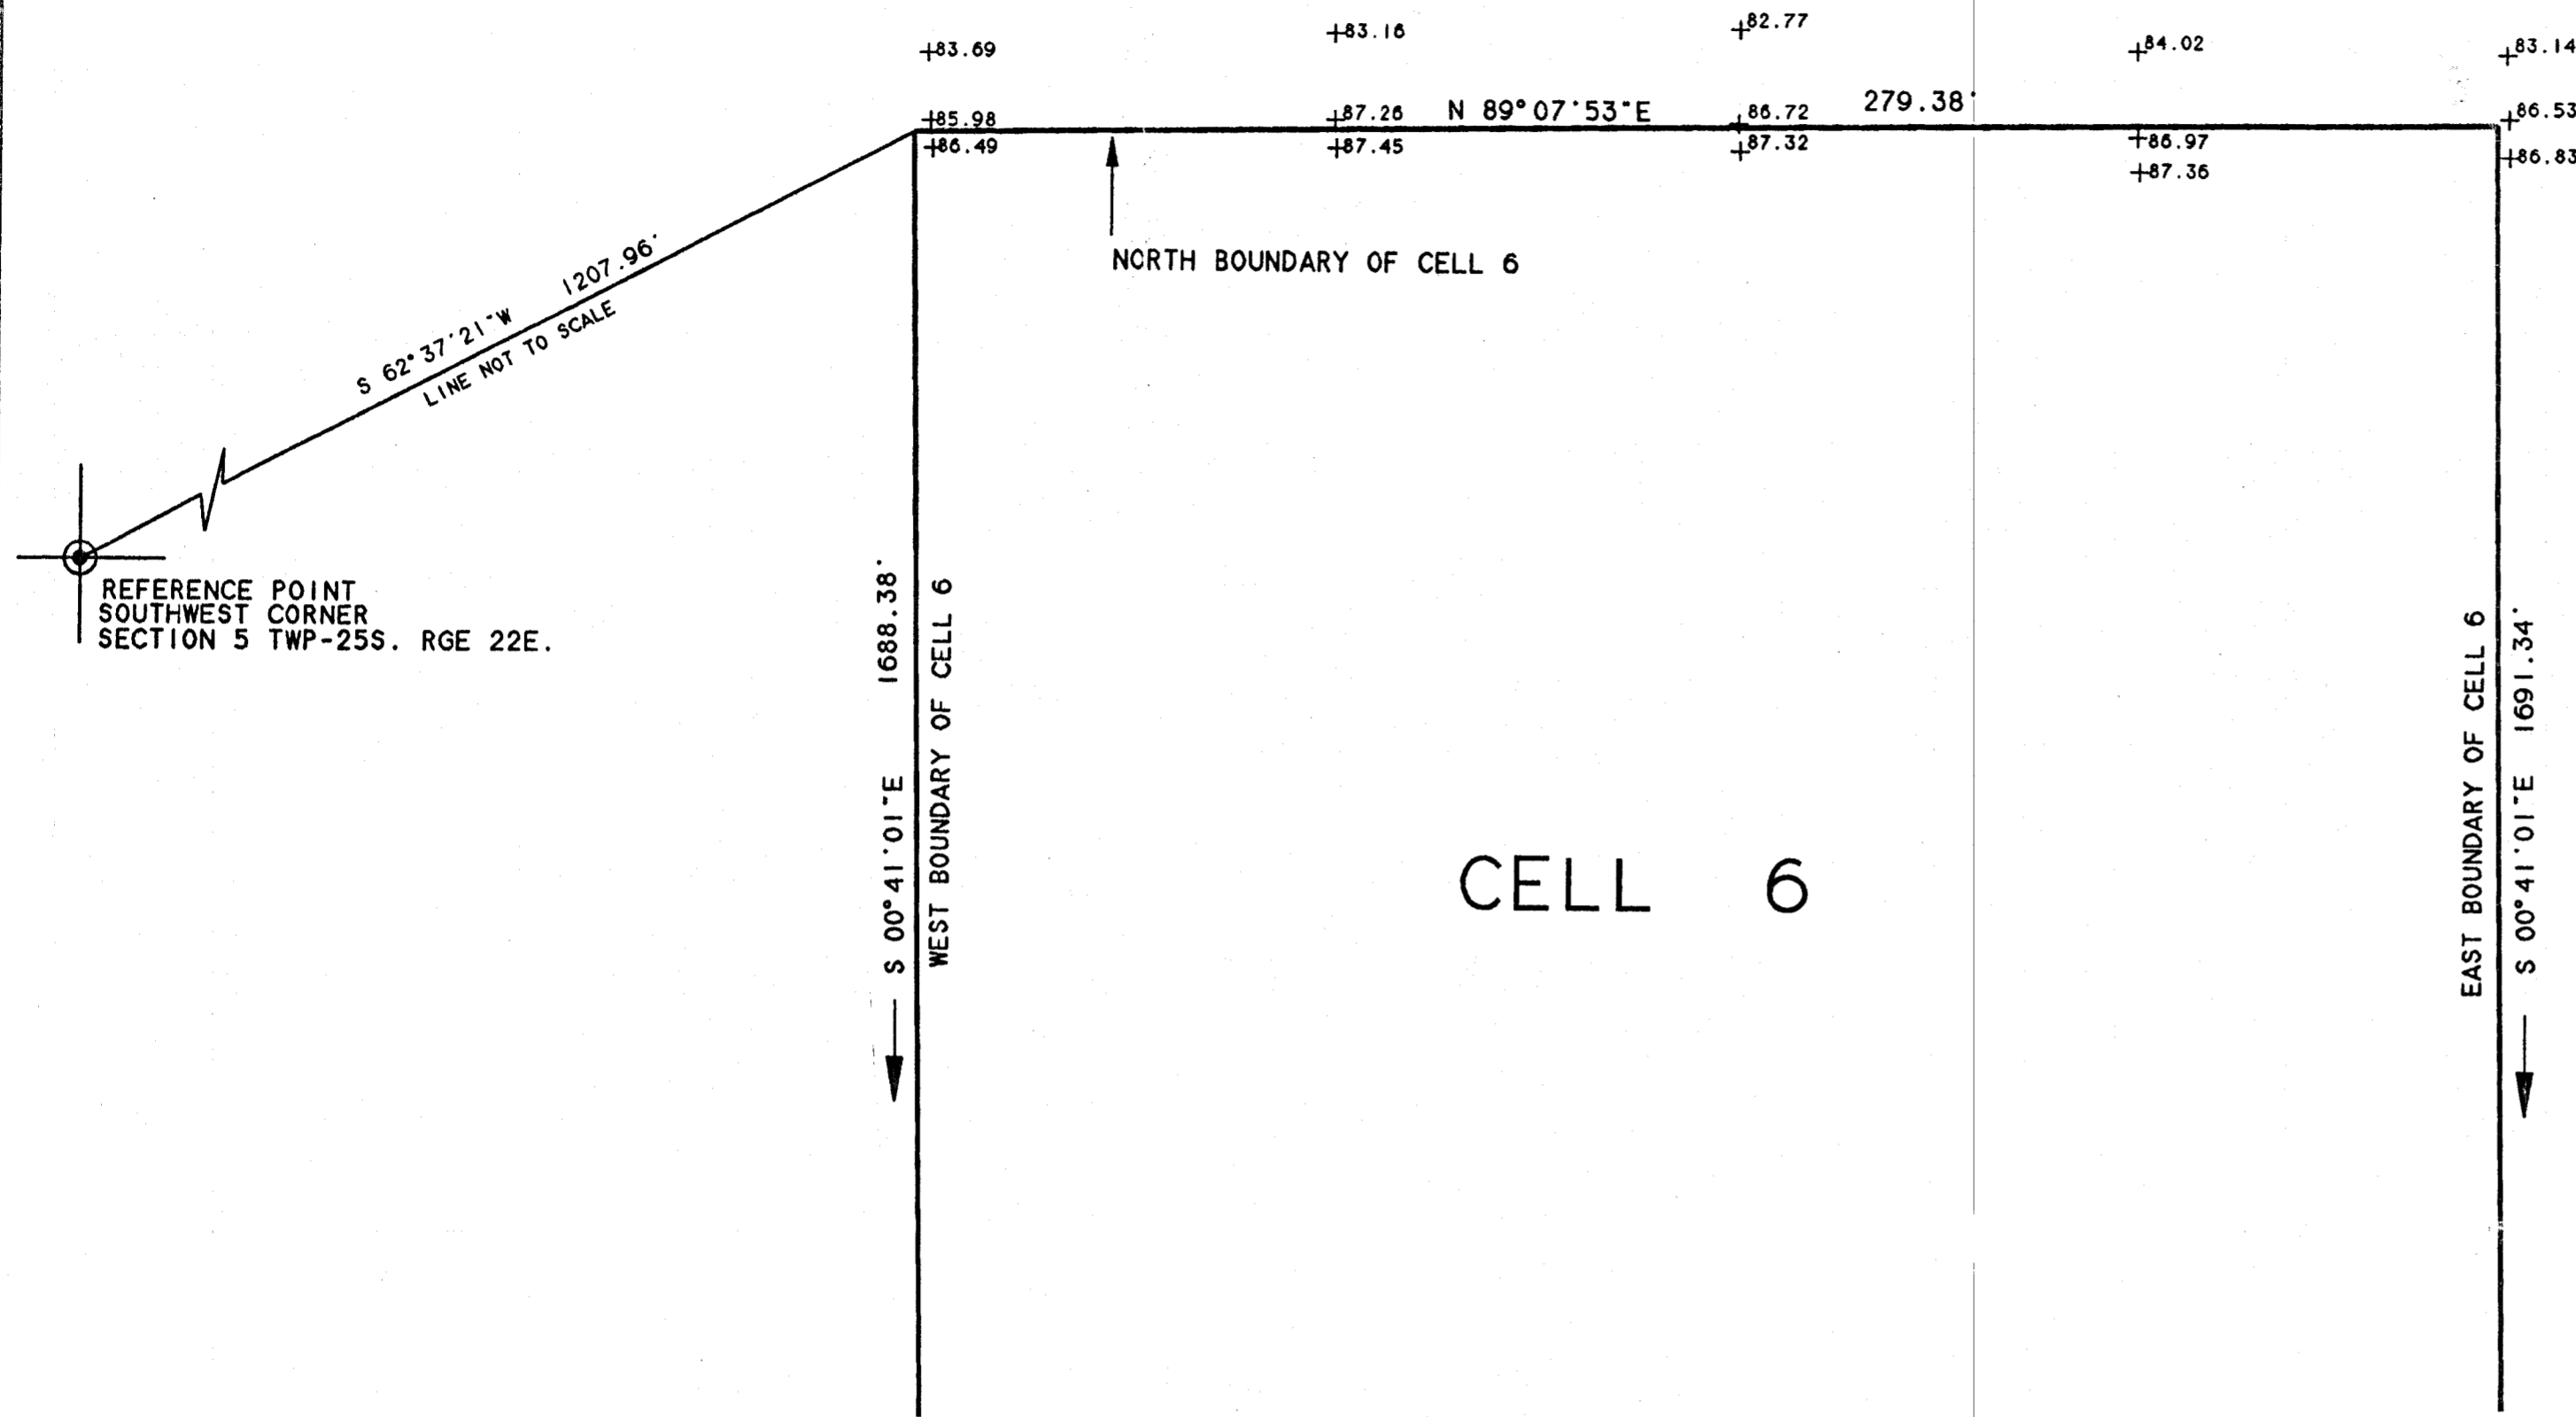 +83.69
+83.16
+82.77
+84.02
+83.14
+85.98
+87.26
N 89°07'53"E
+86.72
279.38'
+86.53
+86.49
+87.45
+87.32
+86.97
+86.83
+87.36
NORTH BOUNDARY OF CELL 6
S 62°37'21"W 1207.96'
LINE NOT TO SCALE
REFERENCE POINT
SOUTHWEST CORNER
SECTION 5 TWP-25S. RGE 22E.
S 00°41'01"E 1688.38'
WEST BOUNDARY OF CELL 6
CELL 6
EAST BOUNDARY OF CELL 6
S 00°41'01"E 1691.34'